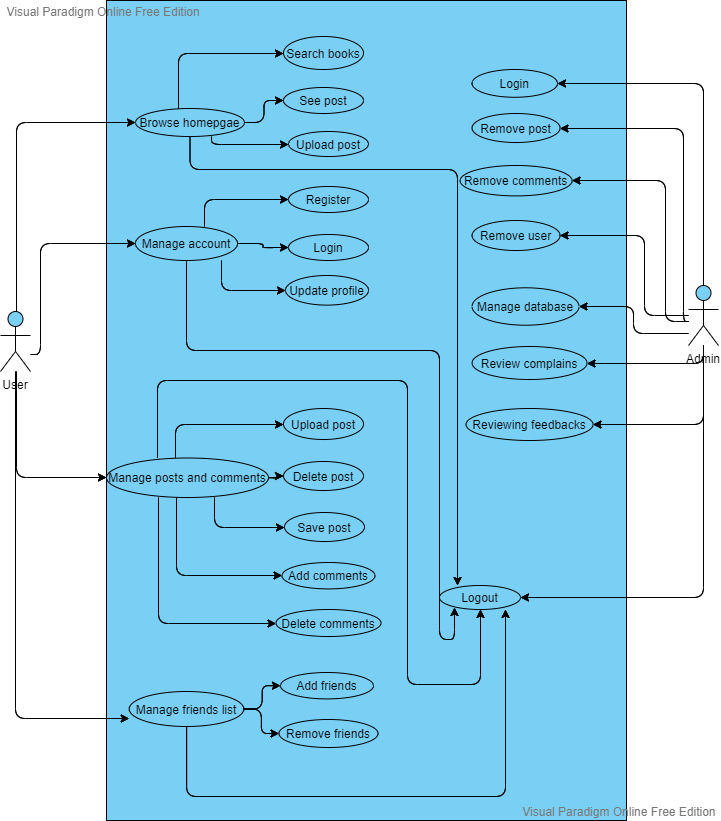 Visual Paradigm Online Free Edition
Search books
Login
See post
Browse homepgae
Remove post
Upload post
Remove comments
Register
Remove user
Manage account
Login
Update profile
Manage database
User
Admin
Review complains
Upload post
Reviewing feedbacks
Manage posts and comments
Delete post
Save post
Add comments
Logout
Delete comments
Add friends
Manage friends list
Remove friends
Visual Paradigm Online Free Edition